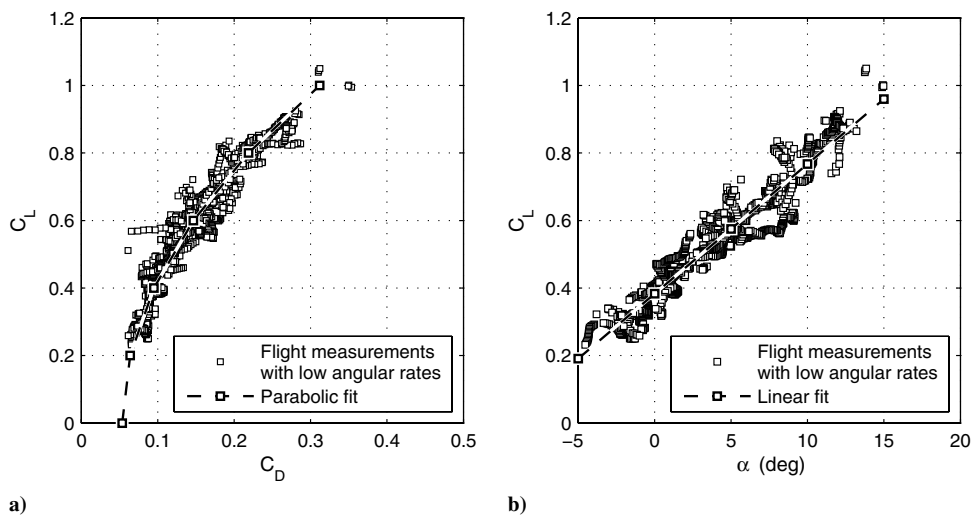 1.2
1
0.8
0.6
0.4
0.2
0
C_L
0
0.1
0.2
0.3
0.4
0.5
C_D
Flight measurements
with low angular rates
Parabolic fit
a)
1.2
1
0.8
0.6
0.4
0.2
0
C_L
−5
0
5
10
15
20
α (deg)
Flight measurements
with low angular rates
Linear fit
b)